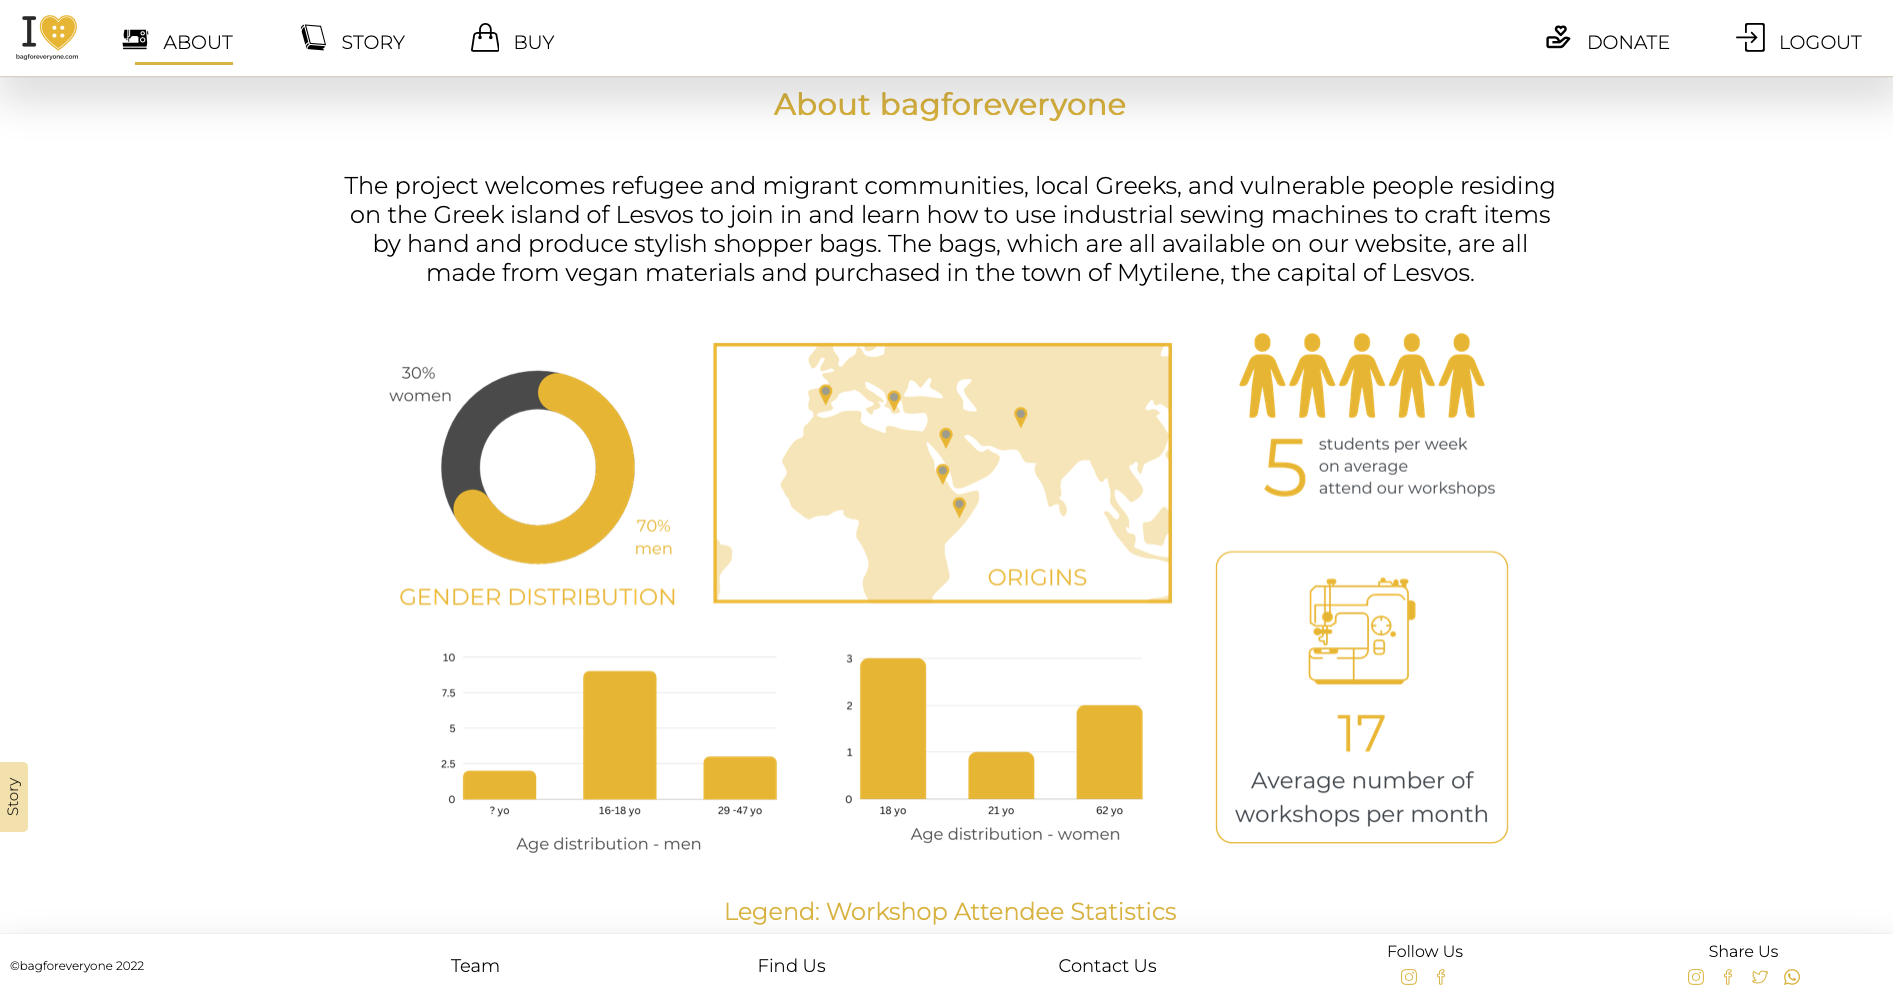 I
bagforeveryone.com
ABOUT
STORY
BUY
DONATE
LOGOUT
About bagforeveryone
The project welcomes refugee and migrant communities, local Greeks, and vulnerable people residing
on the Greek island of Lesvos to join in and learn how to use industrial sewing machines to craft items
by hand and produce stylish shopper bags. The bags, which are all available on our website, are all
made from vegan materials and purchased in the town of Mytilene, the capital of Lesvos.
30%
women
70%
men
GENDER DISTRIBUTION
ORIGINS
5
students per week
on average
attend our workshops
10
7.5
5
2.5
0
? yo
16-18 yo
29 -47 yo
Age distribution - men
3
2
1
0
18 yo
21 yo
62 yo
Age distribution - women
17
Average number of
workshops per month
Story
Legend: Workshop Attendee Statistics
©bagforeveryone 2022
Team
Find Us
Contact Us
Follow Us
Share Us